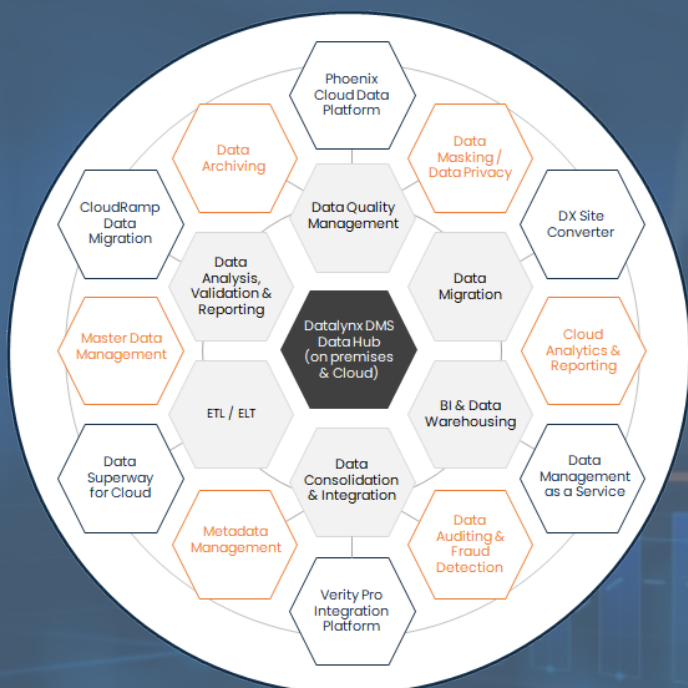 Phoenix
Cloud Data
Platform
Data
Archiving
Data
Masking /
Data Privacy
CloudRamp
Data
Migration
Data Quality
Management
DX Site
Converter
Data
Analysis,
Validation &
Reporting
Data
Migration
Master Data
Management
Datalynx DMS
Data Hub
(on premises
& Cloud)
Cloud
Analytics &
Reporting
ETL / ELT
BI & Data
Warehousing
Data
Superway
for Cloud
Data
Consolidation
& Integration
Data
Management
as a Service
Metadata
Management
Data
Auditing &
Fraud
Detection
Verity Pro
Integration
Platform